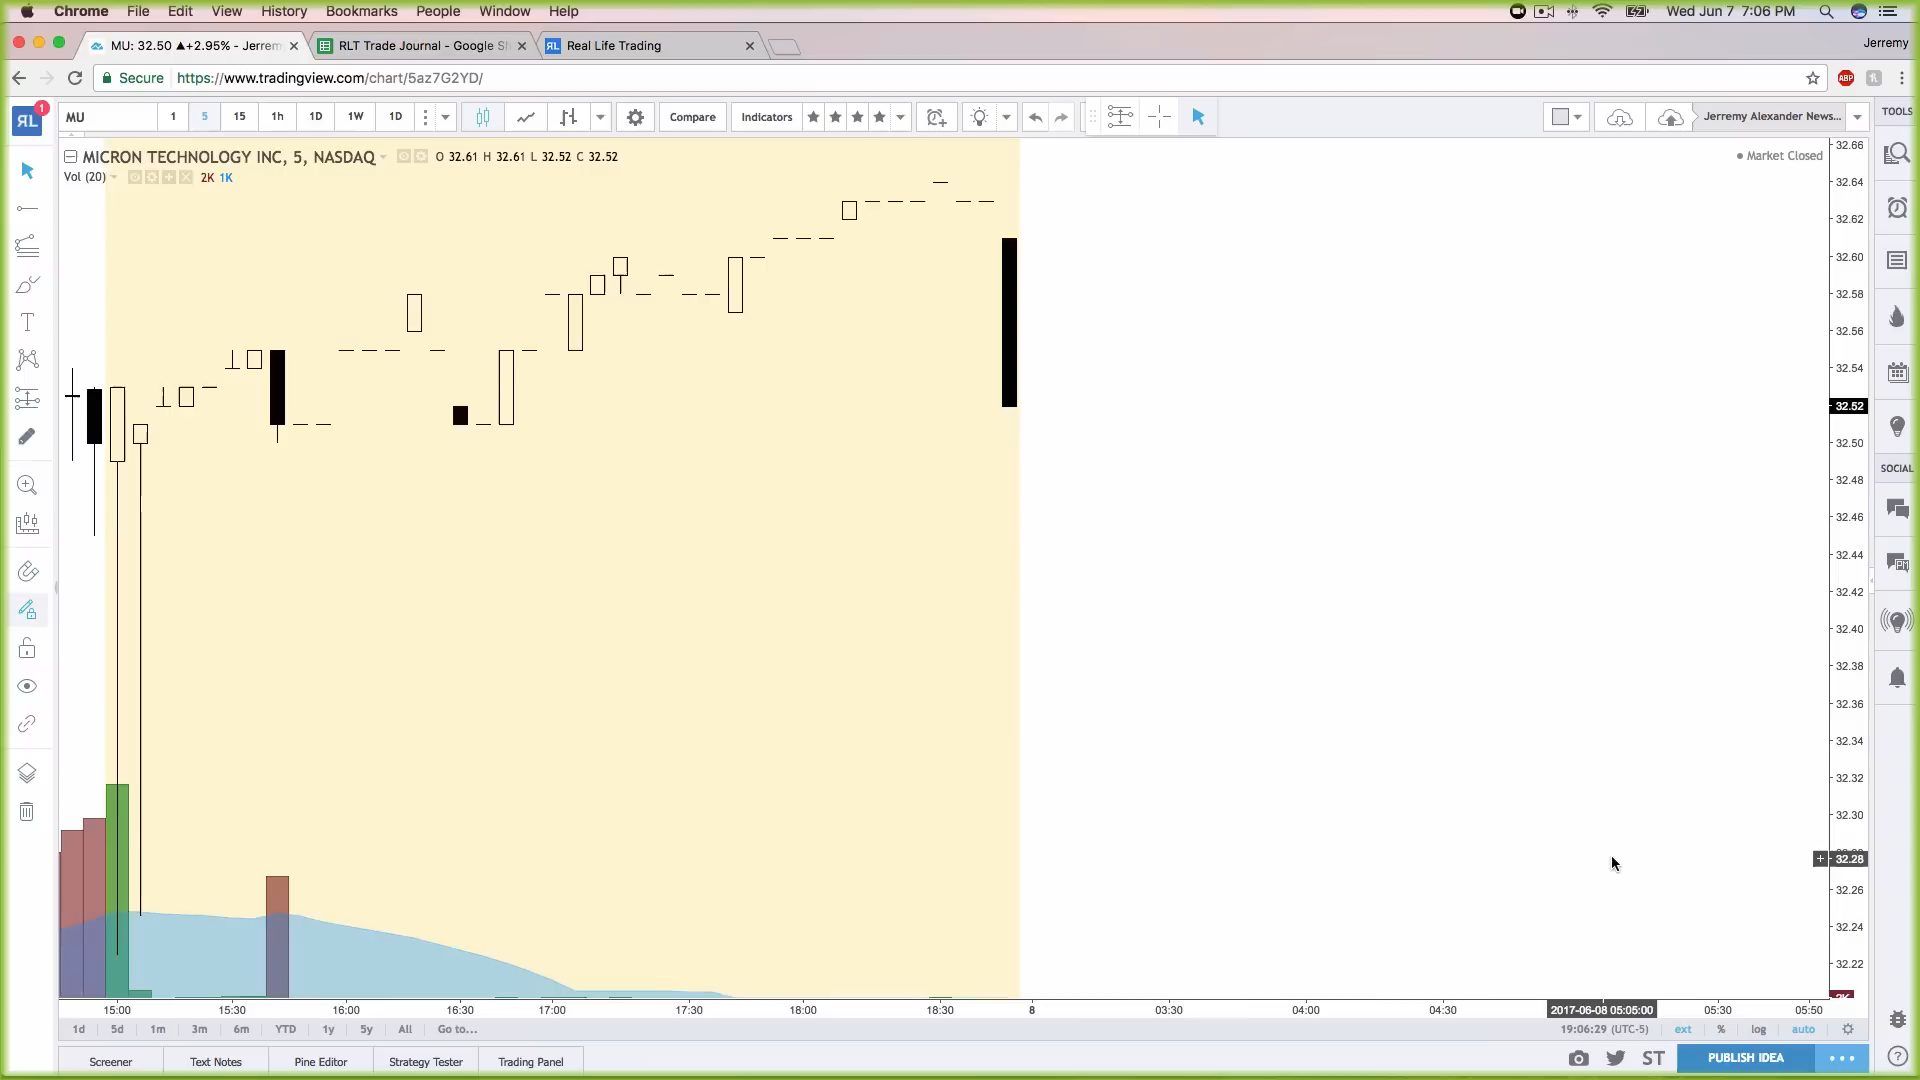 Chrome File Edit View History Bookmarks People Window Help Wed Jun 7 7:06 PM
MU: 32.50 ▲+2.95% - Jerrem RLT Trade Journal - Google Sh Real Life Trading Jeremy
Secure https://www.tradingview.com/chart/5az7G2YD/ ABP
RL 1 MU 1 5 15 1h 1D 1W 1D Compare Indicators Jerremy Alexander News... TOOLS
MICRON TECHNOLOGY INC, 5, NASDAQ O 32.61 H 32.61 L 32.52 C 32.52 Market Closed
Vol (20) 2K 1K
32.66
32.64
32.62
32.60
32.58
32.56
32.54
32.52
32.50
32.48
SOCIAL
32.46
32.44
32.42
32.40
32.38
32.36
32.34
32.32
32.30
+ 32.28
32.26
32.24
32.22
15:00 15:30 16:00 16:30 17:00 17:30 18:00 18:30 8 03:30 04:00 04:30 2017-06-08 05:05:00 05:30 05:50
1d 5d 1m 3m 6m YTD 1y 5y All Go to... 19:06:29 (UTC-5) ext % log auto
Screener Text Notes Pine Editor Strategy Tester Trading Panel ST PUBLISH IDEA